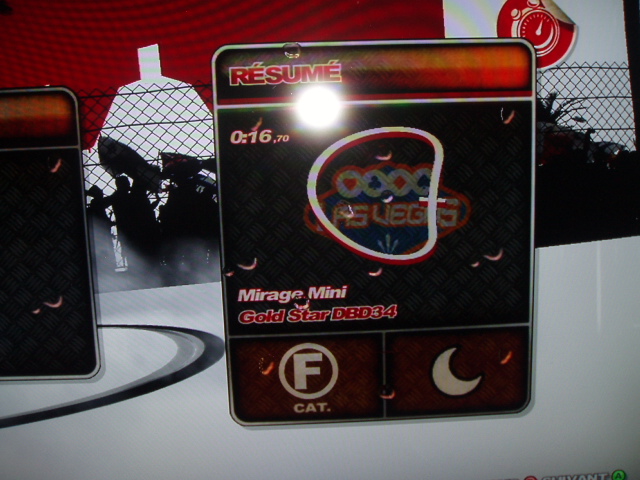 RÉSUMÉ
0:16,70
LAS VEGAS
Mirage Mini
Gold Star DBD34
F
CAT.
SUIVANT